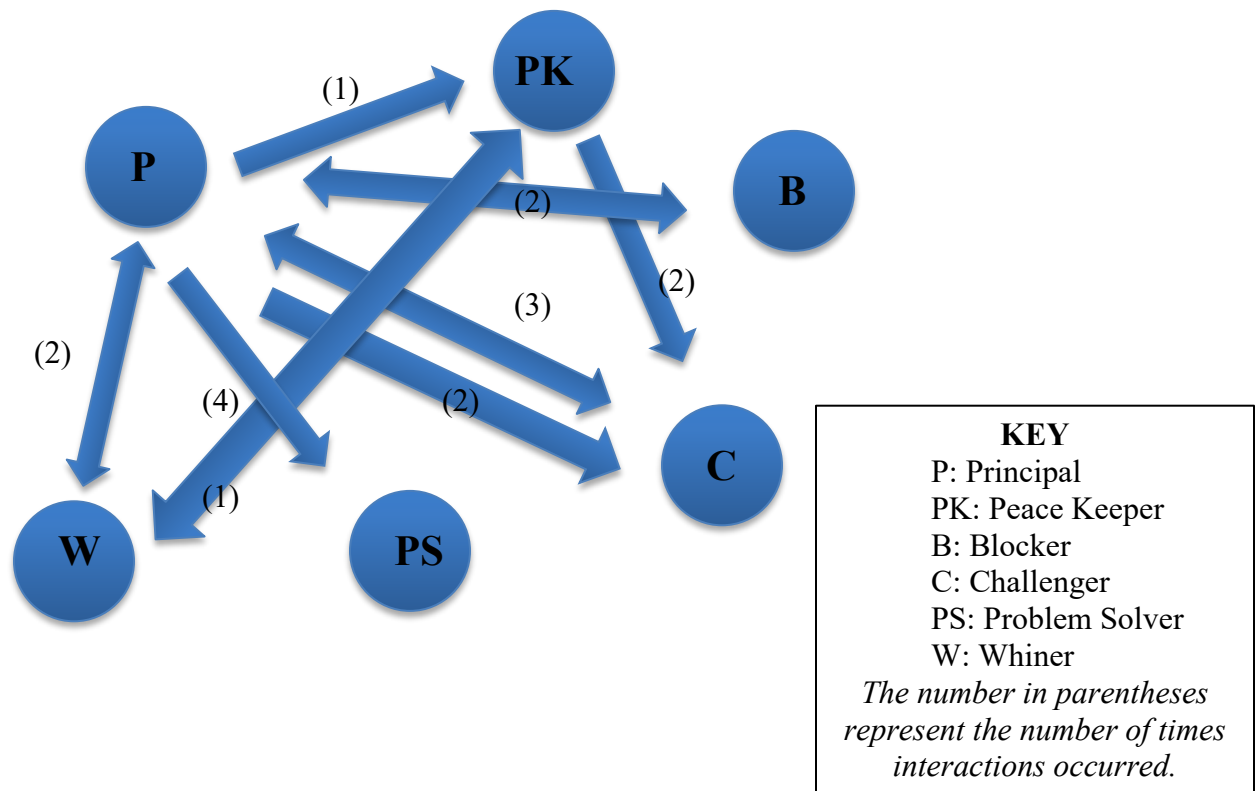 PK
(1)
P
B
(2)
(2)
(3)
(2)
(4)
(2)
C
(1)
W
PS
KEY
P: Principal
PK: Peace Keeper
B: Blocker
C: Challenger
PS: Problem Solver
W: Whiner
The number in parentheses
represent the number of times
interactions occurred.